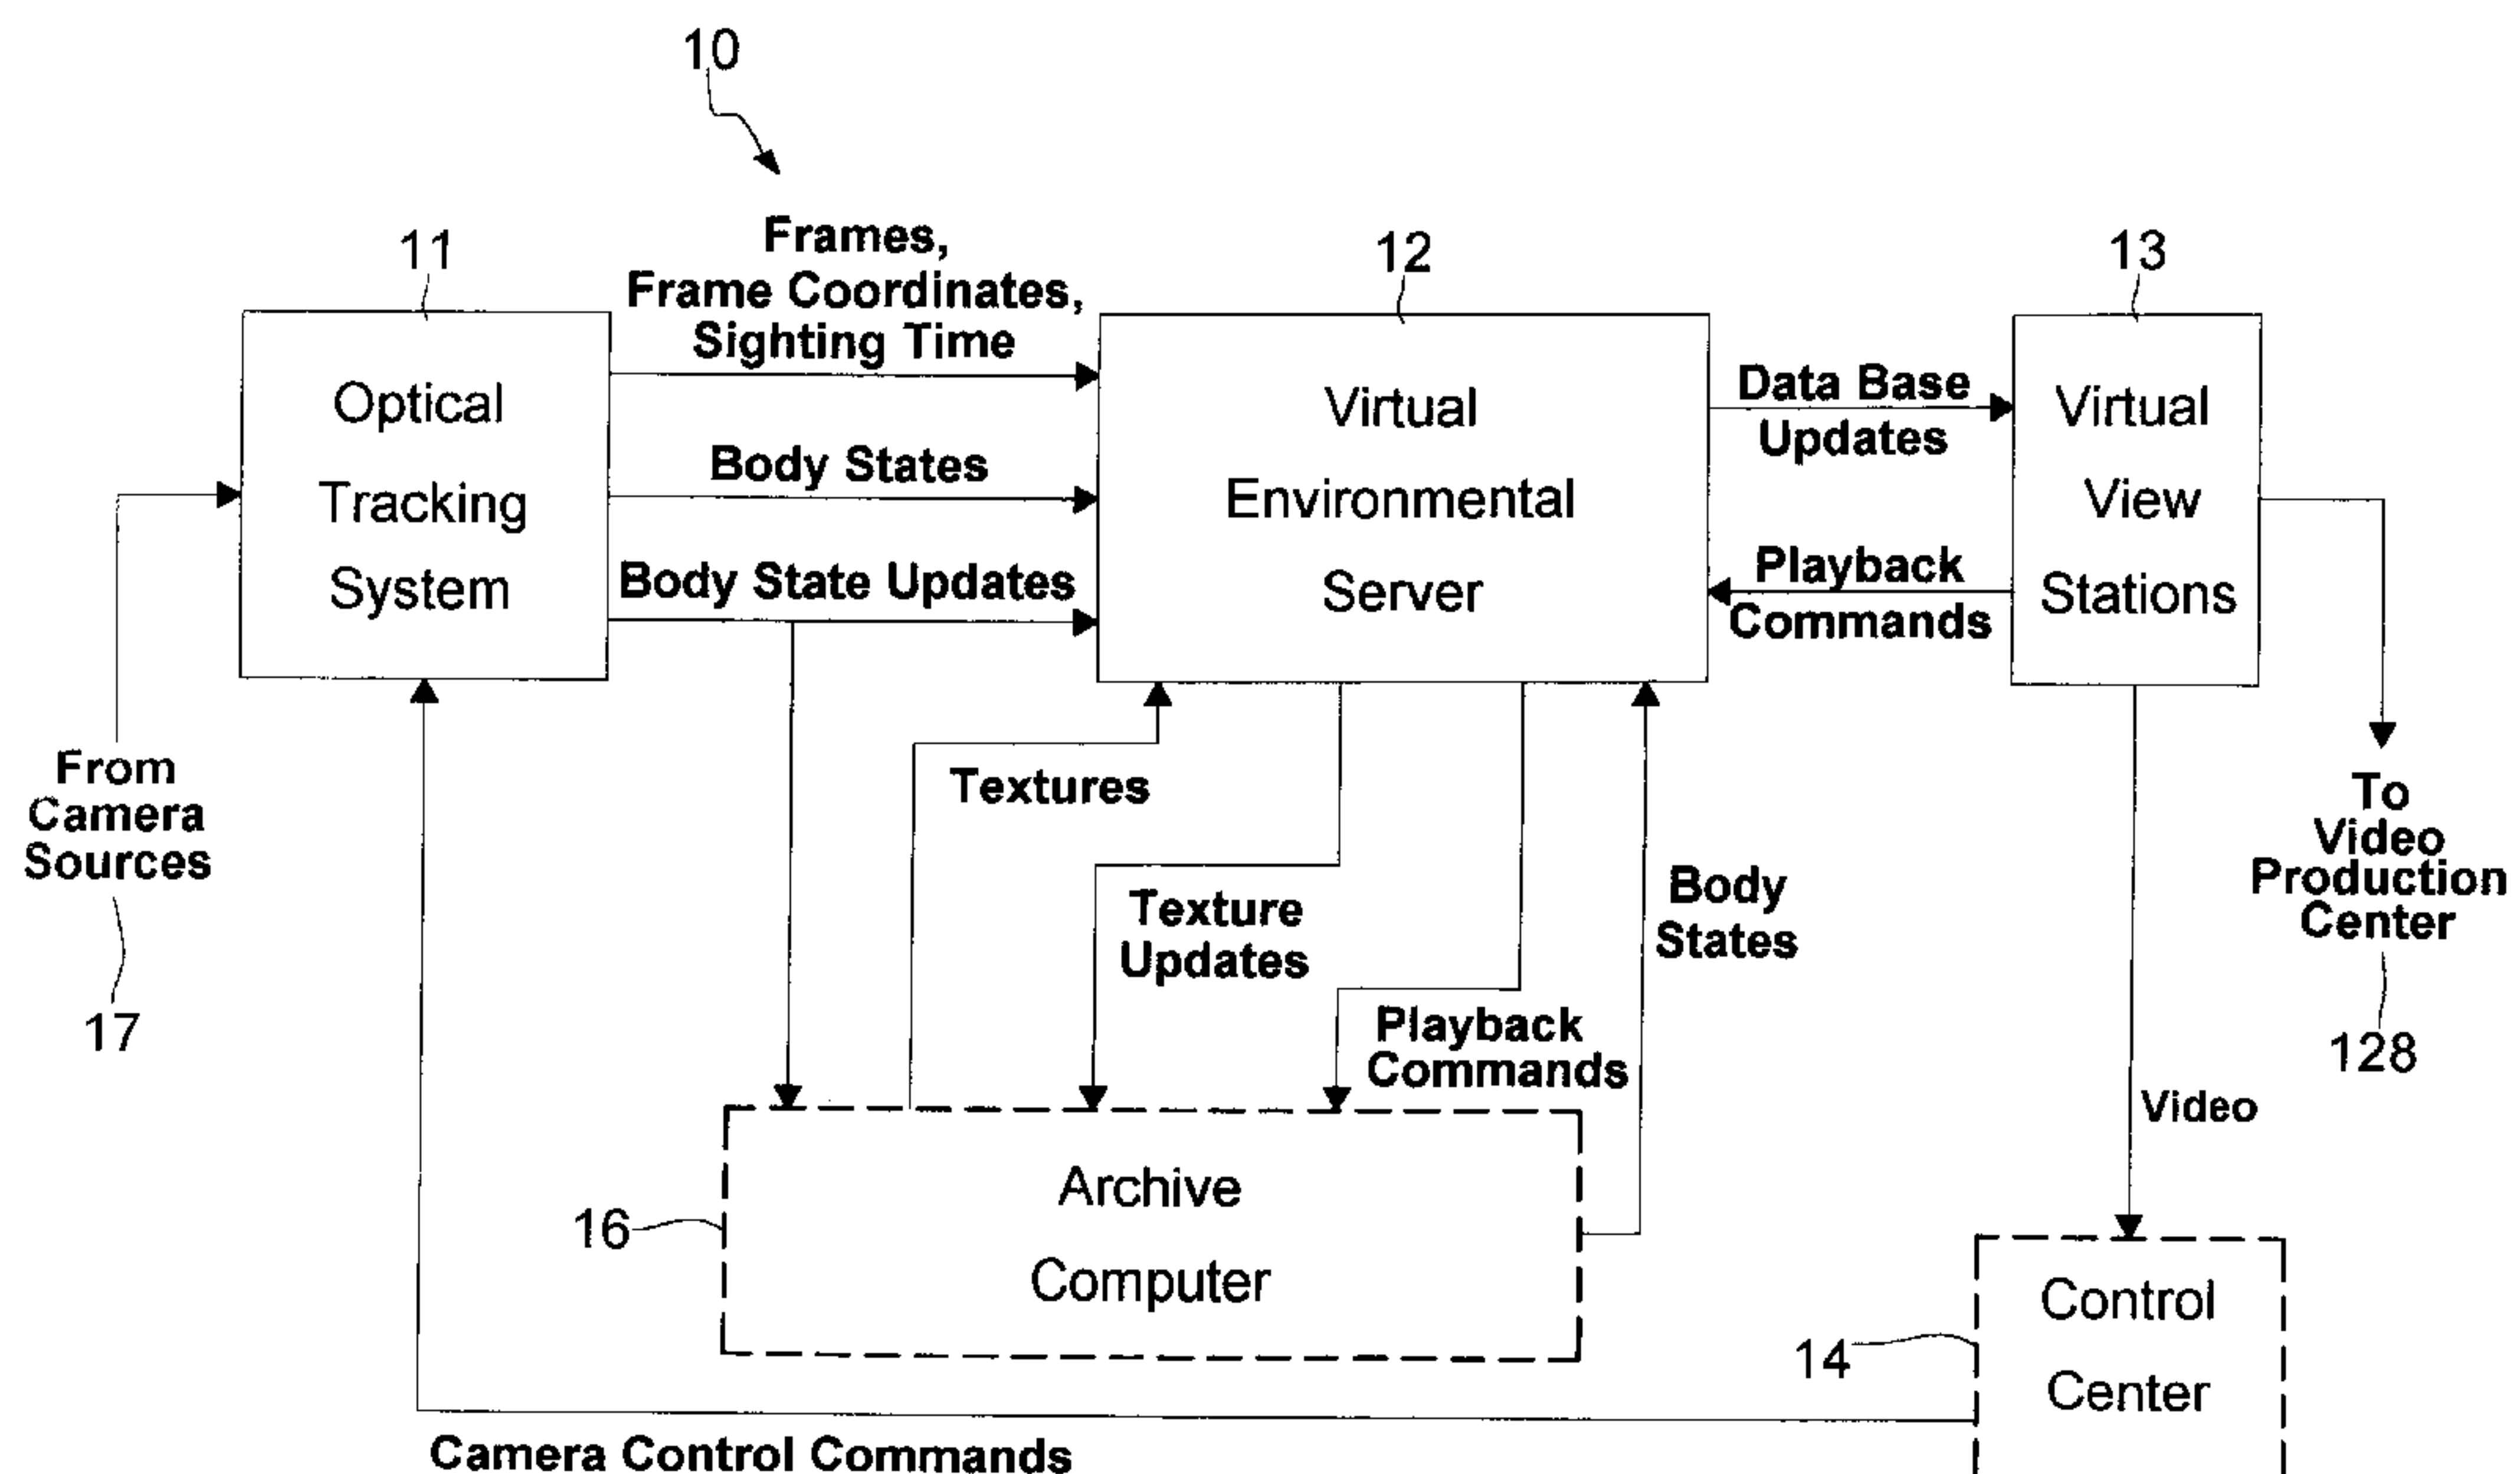 10
11
Frames,
Frame Coordinates,
Sighting Time
12
13
Optical
Tracking
System
Body States
Body State Updates
Virtual
Environmental
Server
Data Base
Updates
Playback
Commands
Virtual
View
Stations
From
Camera
Sources
17
Textures
Texture
Updates
Playback
Commands
Body
States
To
Video
Production
Center
128
Video
16
Archive
Computer
14
Control
Center
Camera Control Commands